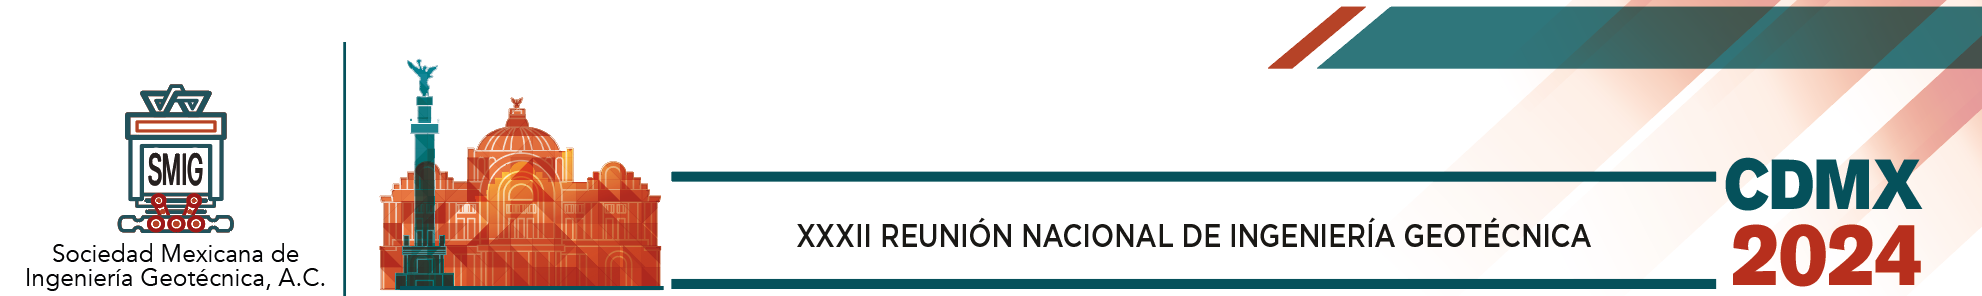 SMIG
Sociedad Mexicana de
Ingeniería Geotécnica, A.C.
XXXII REUNIÓN NACIONAL DE INGENIERÍA GEOTÉCNICA
CDMX
2024